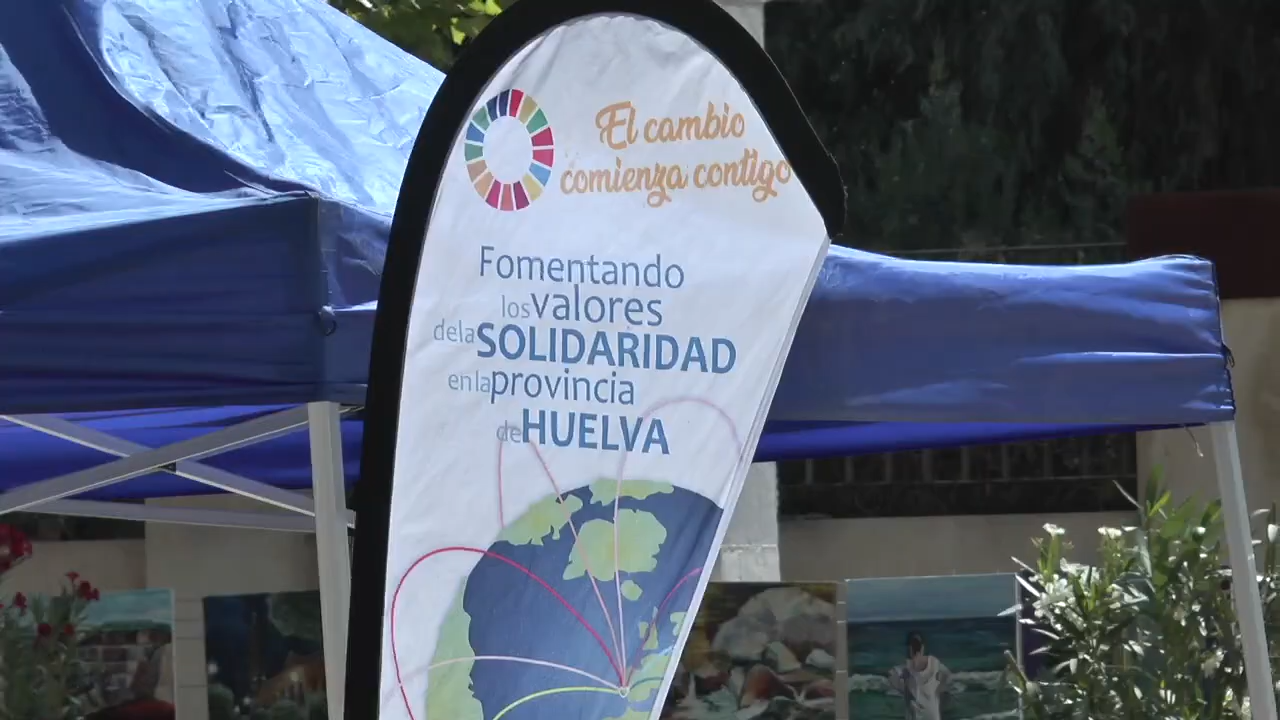 El cambio
comienza contigo
Fomentando
los valores
de la SOLIDARIDAD
en la provincia
de HUELVA